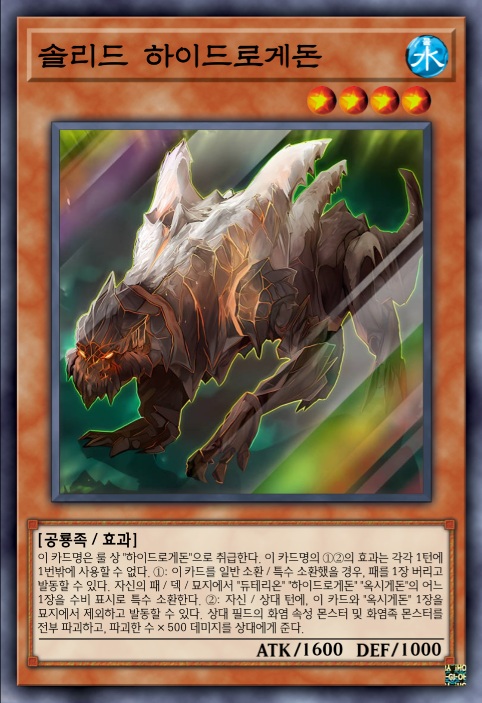 솔리드 하이드로게돈
水
[공룡족 / 효과]
이 카드명은 룰 상 "하이드로게돈"으로 취급한다. 이 카드명의 ①②의 효과는 각각 1턴에
1번밖에 사용할 수 없다. ①: 이 카드를 일반 소환 / 특수 소환했을 경우, 패를 1장 버리고
발동할 수 있다. 자신의 패 / 덱 / 묘지에서 "듀테리온" "하이드로게돈" "옥시게돈"의 어느
1장을 수비 표시로 특수 소환한다. ②: 자신 / 상대 턴에, 이 카드와 "옥시게돈" 1장을
묘지에서 제외하고 발동할 수 있다. 상대 필드의 화염 속성 몬스터 및 화염족 몬스터를
전부 파괴하고, 파괴한 수 × 500 데미지를 상대에게 준다.
ATK/1600 DEF/1000